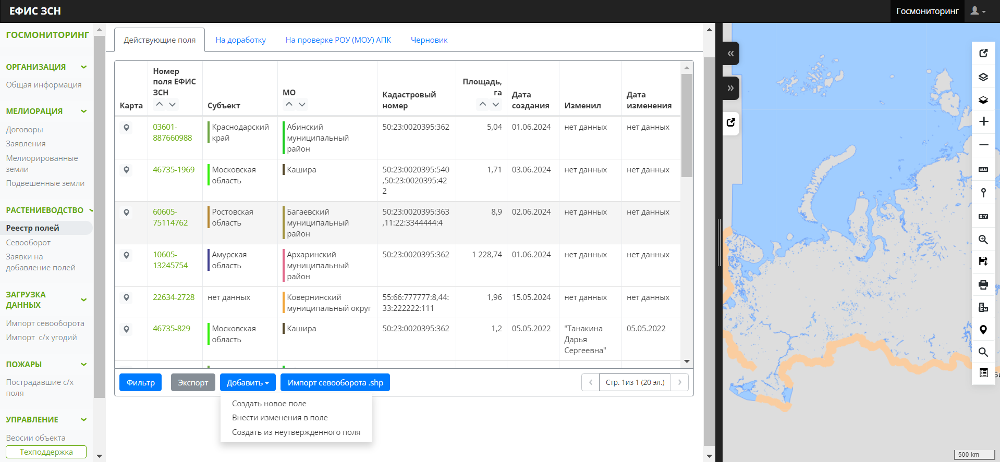 ЕФИС ЗСН
Госмониторинг
ГОСМОНИТОРИНГ
ОРГАНИЗАЦИЯ
Общая информация
МЕЛИОРАЦИЯ
Договоры
Заявления
Мелиорированные
земли
Подвешенные земли
РАСТЕНИЕВОДСТВО
Реестр полей
Севооборот
Заявки на
добавление полей
ЗАГРУЗКА
ДАННЫХ
Импорт севооборота
Импорт с/х угодий
ПОЖАРЫ
Пострадавшие с/х
поля
УПРАВЛЕНИЕ
Версии объекта
Техподдержка
Действующие поля
На доработку
На проверке РОУ (МОУ) АПК
Черновик
Карта
Номер
поля ЕФИС
ЗСН
Субъект
МО
Кадастровый
номер
Площадь,
га
Дата
создания
Изменил
Дата
изменения
03601-
887660988
Краснодарский
край
Абинский
муниципальный
район
50:23:0020395:362
5,04
01.06.2024
нет данных
нет данных
46735-1969
Московская
область
Кашира
50:23:0020395:540
,50:23:0020395:42
2
1,71
03.06.2024
нет данных
нет данных
60605-
75114762
Ростовская
область
Багаевский
муниципальный
район
50:23:0020395:363
,11:22:3344444:4
8,9
02.06.2024
нет данных
нет данных
10605-
13245754
Амурская
область
Архаринский
муниципальный
район
50:23:0020395:362
1 228,74
01.06.2024
нет данных
нет данных
22634-2728
нет данных
Ковернинский
муниципальный округ
55:66:777777:8,44:
33:222222:111
1,96
15.05.2024
нет данных
нет данных
46735-829
Московская
область
Кашира
50:23:0020395:362
1,2
05.05.2022
"Танакина
Дарья
Сергеевна"
05.05.2022
Фильтр
Экспорт
Добавить
Импорт севооборота .shp
Стр. 1из 1 (20 эл.)
Создать новое поле
Внести изменения в поле
Создать из неутвержденного поля
500 km